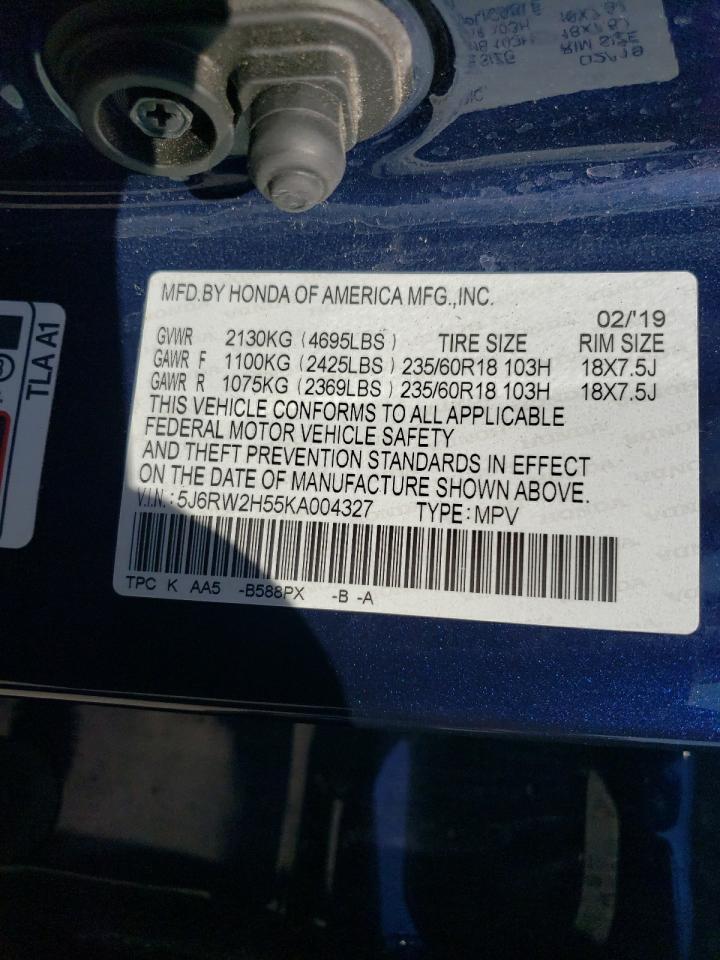 MFD.BY HONDA OF AMERICA MFG.,INC.
02/'19
GVWR 2130KG (4695LBS) TIRE SIZE RIM SIZE
GAWR F 1100KG (2425LBS) 235/60R18 103H 18X7.5J
GAWR R 1075KG (2369LBS) 235/60R18 103H 18X7.5J
THIS VEHICLE CONFORMS TO ALL APPLICABLE
FEDERAL MOTOR VEHICLE SAFETY
AND THEFT PREVENTION STANDARDS IN EFFECT
ON THE DATE OF MANUFACTURE SHOWN ABOVE.
V.I.N.: 5J6RW2H55KA004327 TYPE: MPV
TPC K AA5 -B588PX -B -A
TLA A1